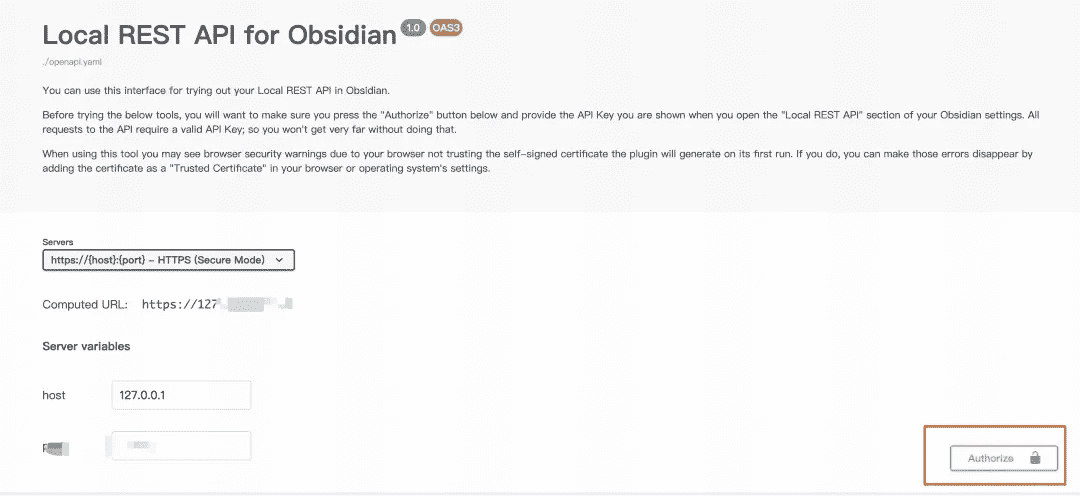 Local REST API for Obsidian 1.0 OAS3
./openapi.yaml
You can use this interface for trying out your Local REST API in Obsidian.
Before trying the below tools, you will want to make sure you press the "Authorize" button below and provide the API Key you are shown when you open the "Local REST API" section of your Obsidian settings. All
requests to the API require a valid API Key; so you won't get very far without doing that.
When using this tool you may see browser security warnings due to your browser not trusting the self-signed certificate the plugin will generate on its first run. If you do, you can make those errors disappear by
adding the certificate as a "Trusted Certificate" in your browser or operating system's settings.
Servers
https://{host}:{port} – HTTPS (Secure Mode)
Computed URL: https://127
Server variables
host 127.0.0.1
Authorize